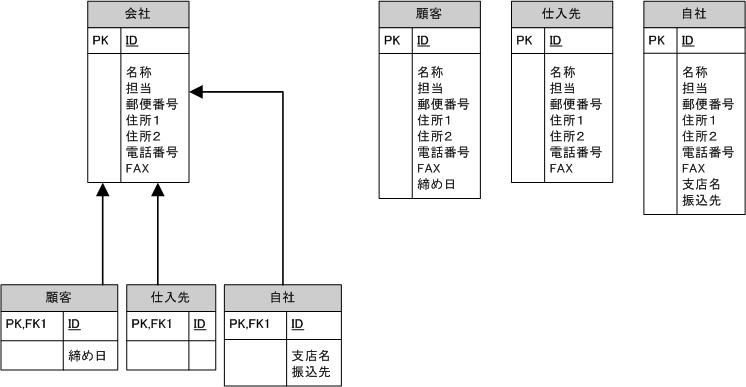 会社
PK ID
名称
担当
郵便番号
住所1
住所2
電話番号
FAX
顧客
PK ID
名称
担当
郵便番号
住所1
住所2
電話番号
FAX
締め日
仕入先
PK ID
名称
担当
郵便番号
住所1
住所2
電話番号
FAX
自社
PK ID
名称
担当
郵便番号
住所1
住所2
電話番号
FAX
支店名
振込先
顧客
PK,FK1 ID
締め日
仕入先
PK,FK1 ID
自社
PK,FK1 ID
支店名
振込先